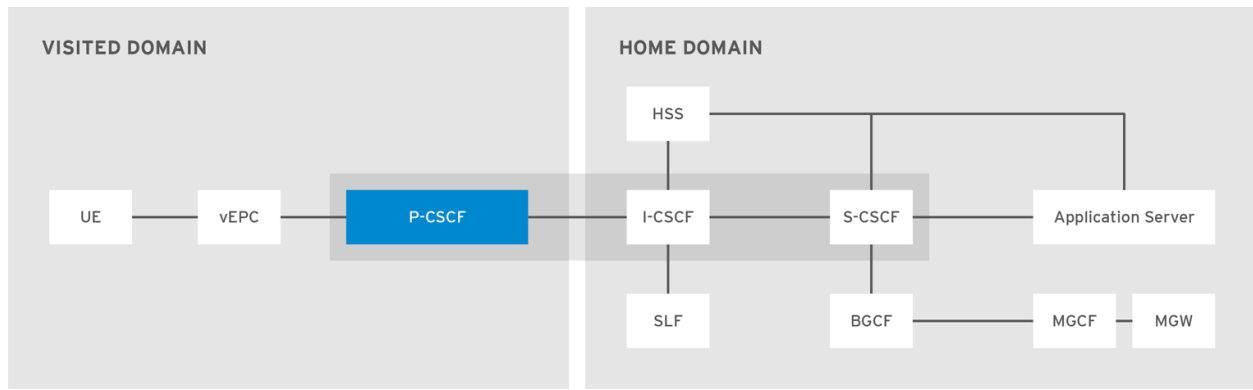 VISITED DOMAIN
HOME DOMAIN
HSS
UE
vEPC
P-CSCF
I-CSCF
S-CSCF
Application Server
SLF
BGCF
MGCF
MGW